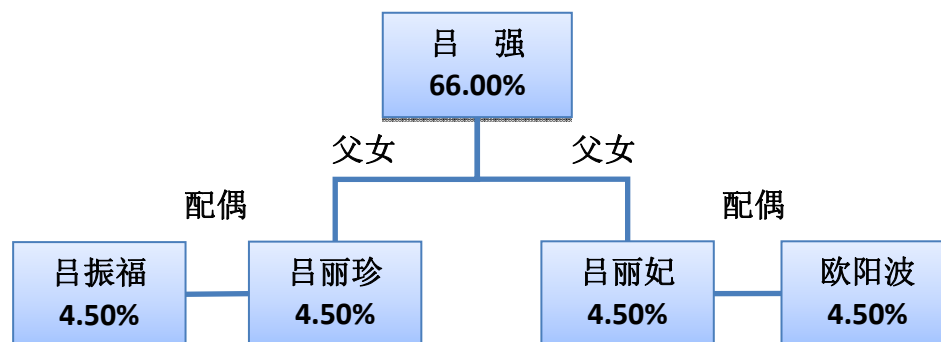 吕 强
66.00%
父女 父女
配偶 配偶
吕振福 吕丽珍 吕丽妃 欧阳波
4.50% 4.50% 4.50% 4.50%